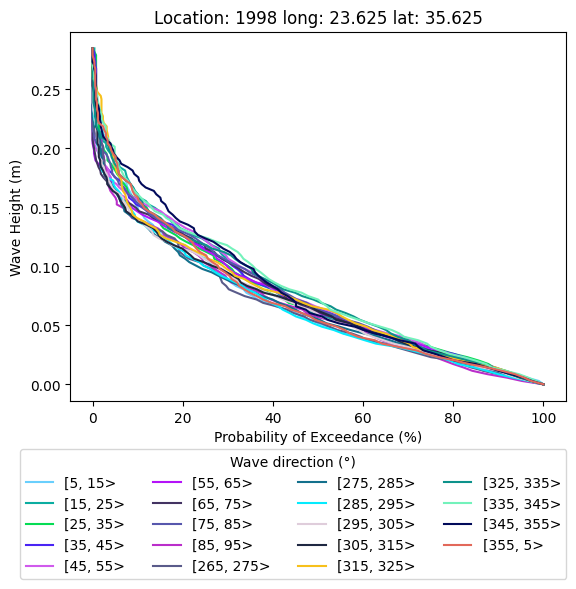 Location: 1998 long: 23.625 lat: 35.625
Wave Height (m)
0.25
0.20
0.15
0.10
0.05
0.00
0 20 40 60 80 100
Probability of Exceedance (%)
Wave direction (°)
[5, 15> [55, 65> [275, 285> [325, 335>
[15, 25> [65, 75> [285, 295> [335, 345>
[25, 35> [75, 85> [295, 305> [345, 355>
[35, 45> [85, 95> [305, 315> [355, 5>
[45, 55> [265, 275> [315, 325>